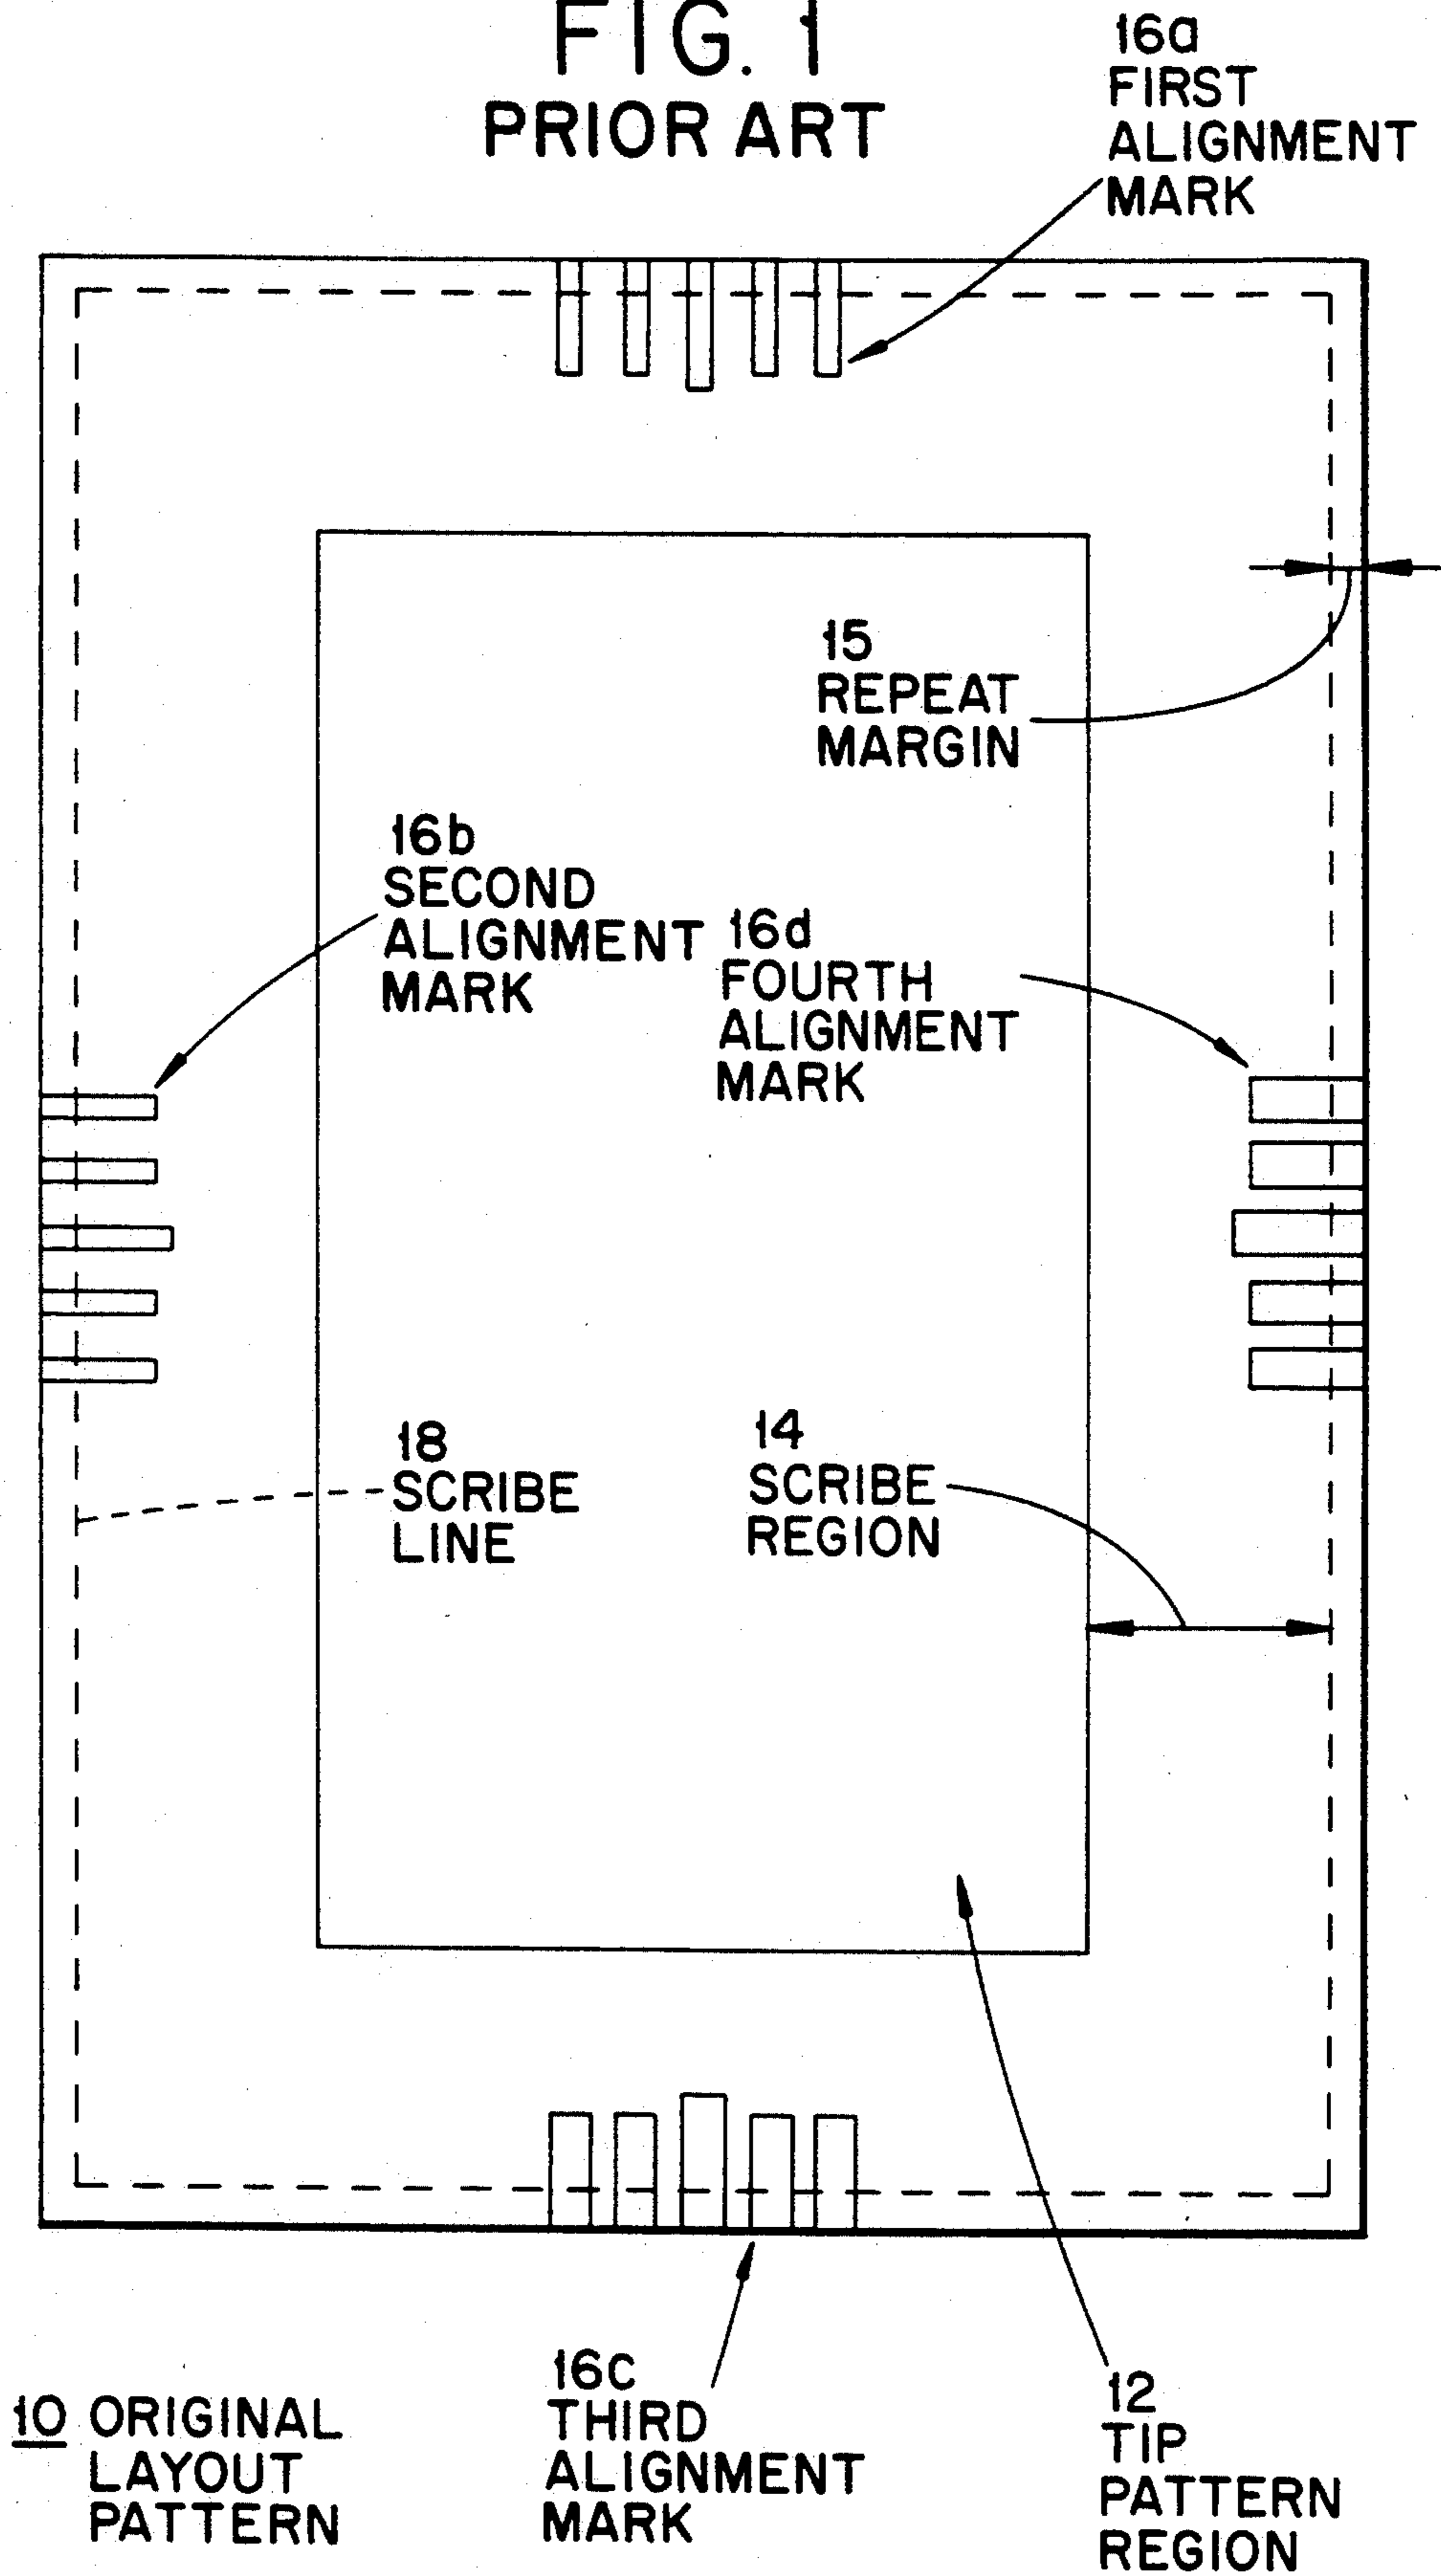 FIG. 1
PRIOR ART
16a
FIRST
ALIGNMENT
MARK
15
REPEAT
MARGIN
16b
SECOND
ALIGNMENT
MARK
16d
FOURTH
ALIGNMENT
MARK
18
SCRIBE
LINE
14
SCRIBE
REGION
10 ORIGINAL
LAYOUT
PATTERN
16c
THIRD
ALIGNMENT
MARK
12
TIP
PATTERN
REGION